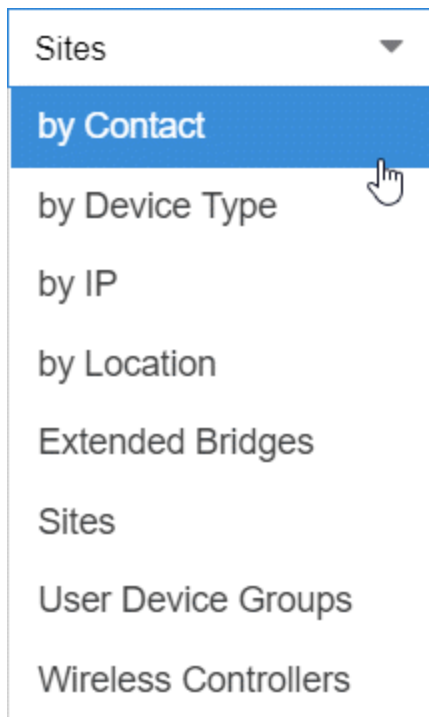 Sites
by Contact
by Device Type
by IP
by Location
Extended Bridges
Sites
User Device Groups
Wireless Controllers